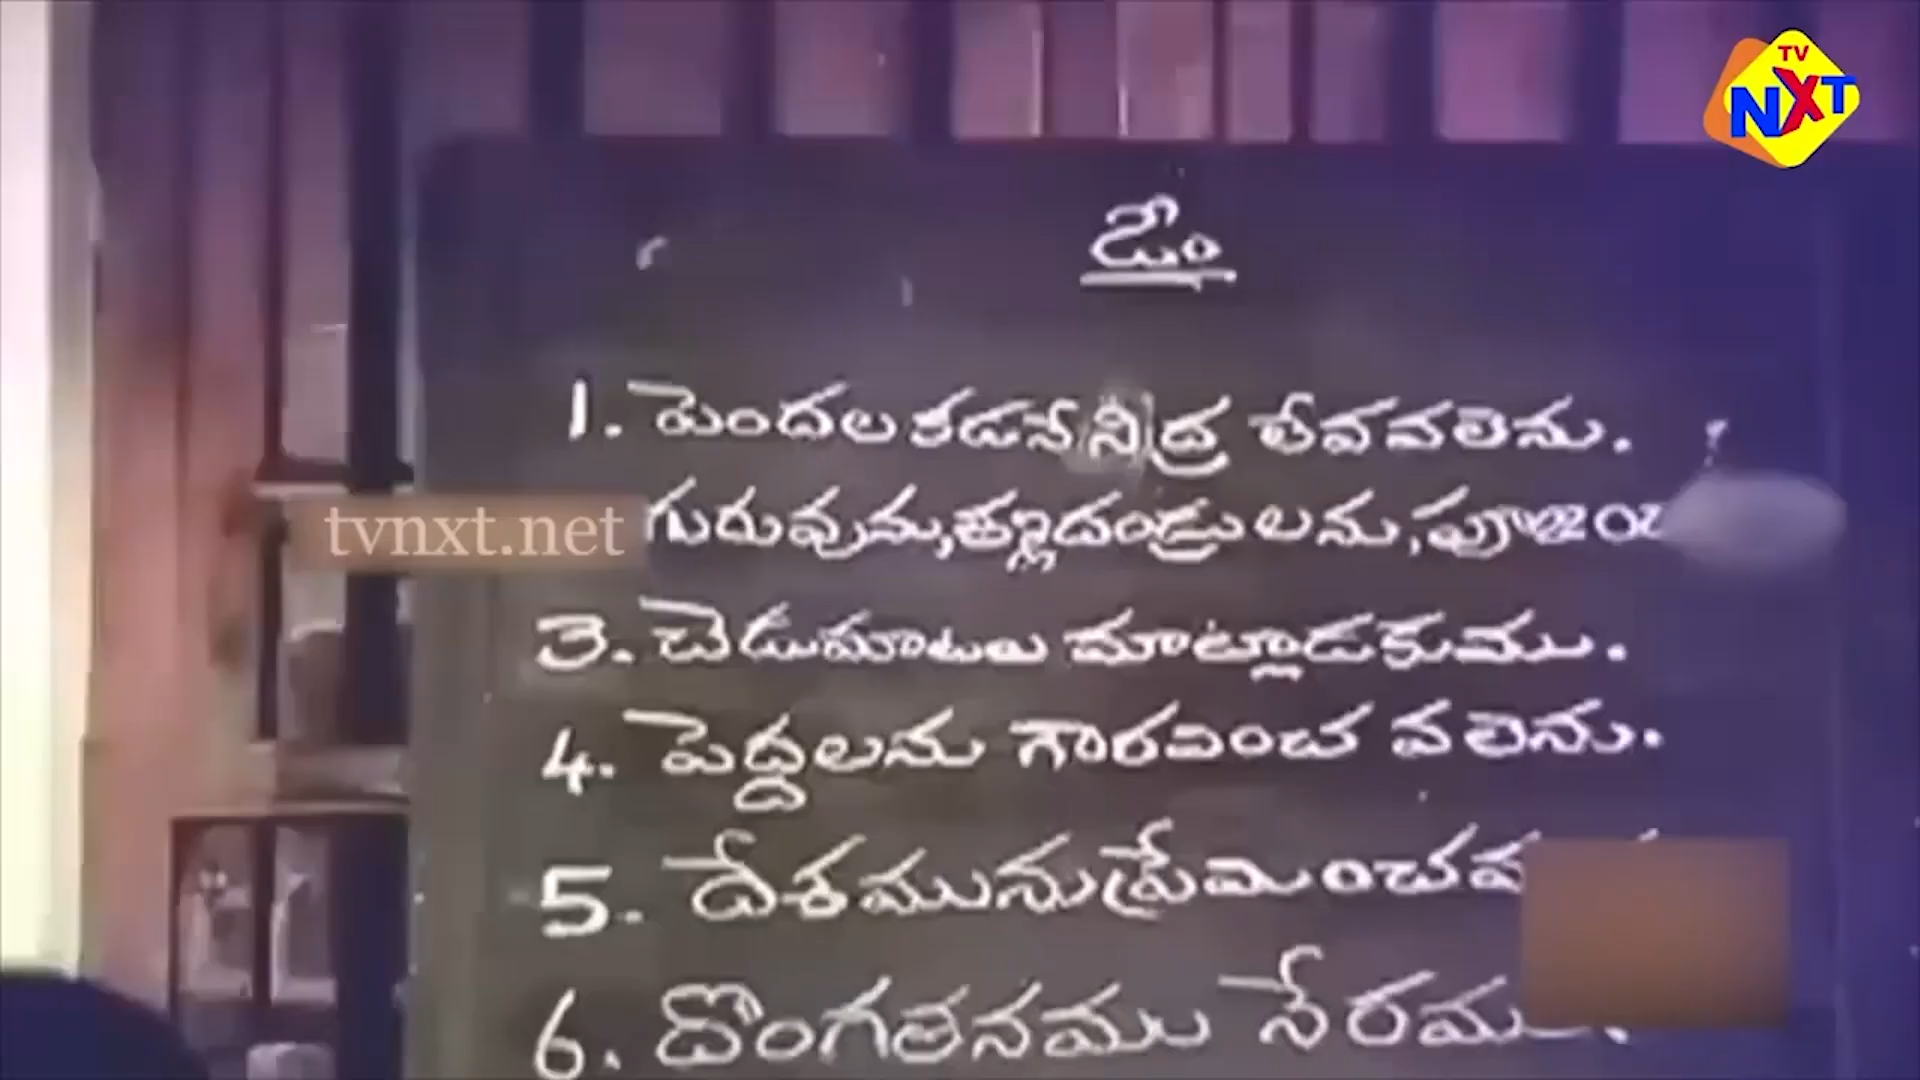 TV
NXT
ఓం
1. పెందలకడనే నిద్ర లేవవలెను.
tvnxt.net గురువును, తల్లిదండ్రులను,
3. చెడుమాటలు మాట్లాడకుము.
4. పెద్దలను గౌరవించ వలెను.
5. దేశమును ప్రేమించవ
6. దొంగతనము నేరము.